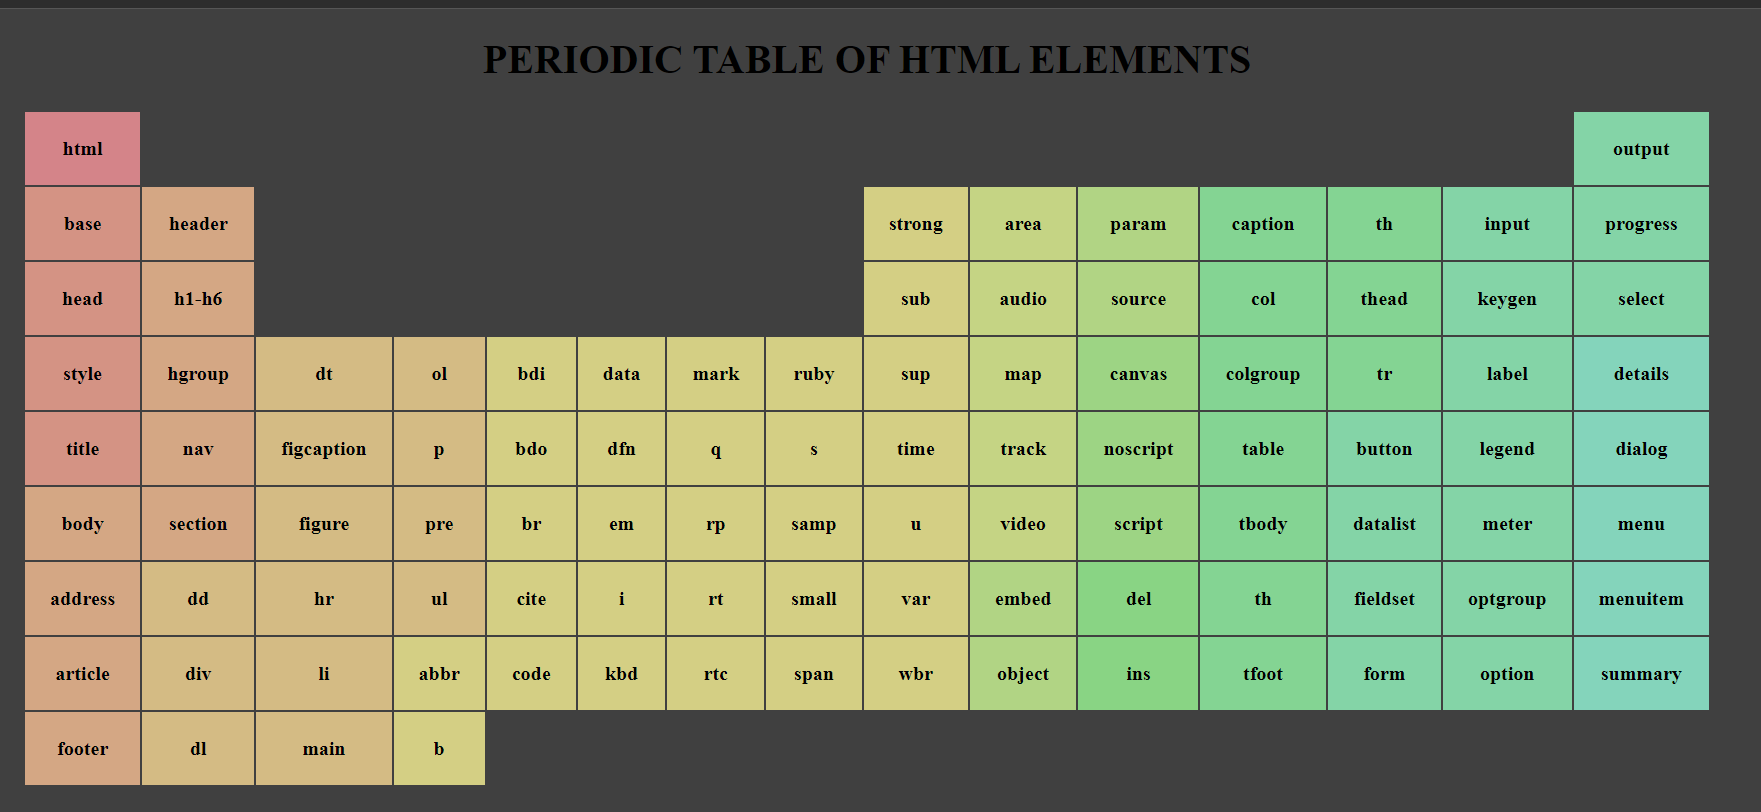 PERIODIC TABLE OF HTML ELEMENTS
html output
base header strong area param caption th input progress
head h1-h6 sub audio source col thead keygen select
style hgroup dt ol bdi data mark ruby sup map canvas colgroup tr label details
title nav figcaption p bdo dfn q s time track noscript table button legend dialog
body section figure pre br em rp samp u video script tbody datalist meter menu
address dd hr ul cite i rt small var embed del th fieldset optgroup menuitem
article div li abbr code kbd rtc span wbr object ins tfoot form option summary
footer dl main b